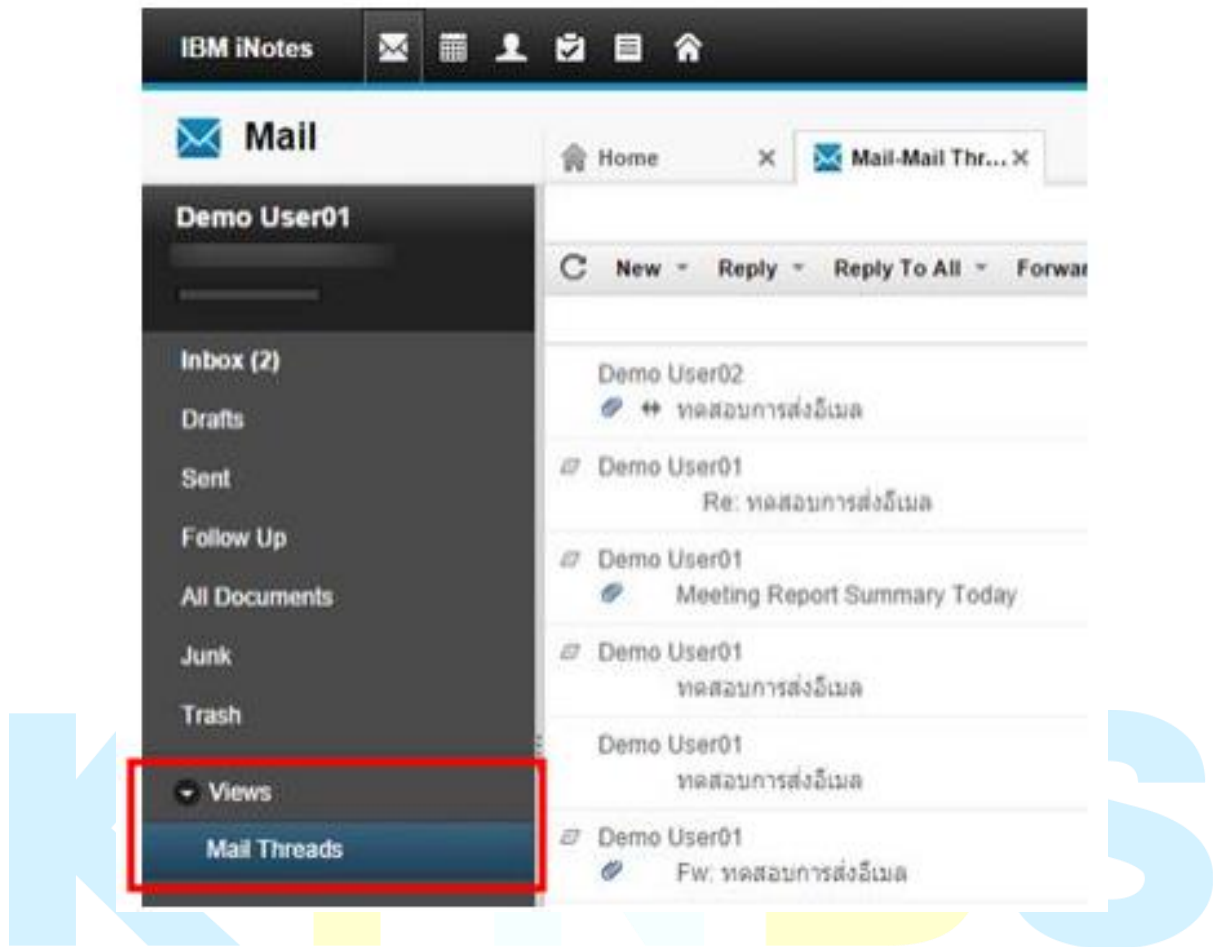 IBM iNotes
Mail
Home
Mail-Mail Thr...
Demo User01
New Reply Reply To All Forwar
Inbox (2)
Drafts
Sent
Follow Up
All Documents
Junk
Trash
Views
Mail Threads
Demo User02
ทดสอบการส่งอีเมล
Demo User01
Re: ทดสอบการส่งอีเมล
Demo User01
Meeting Report Summary Today
Demo User01
ทดสอบการส่งอีเมล
Demo User01
ทดสอบการส่งอีเมล
Demo User01
Fw: ทดสอบการส่งอีเมล